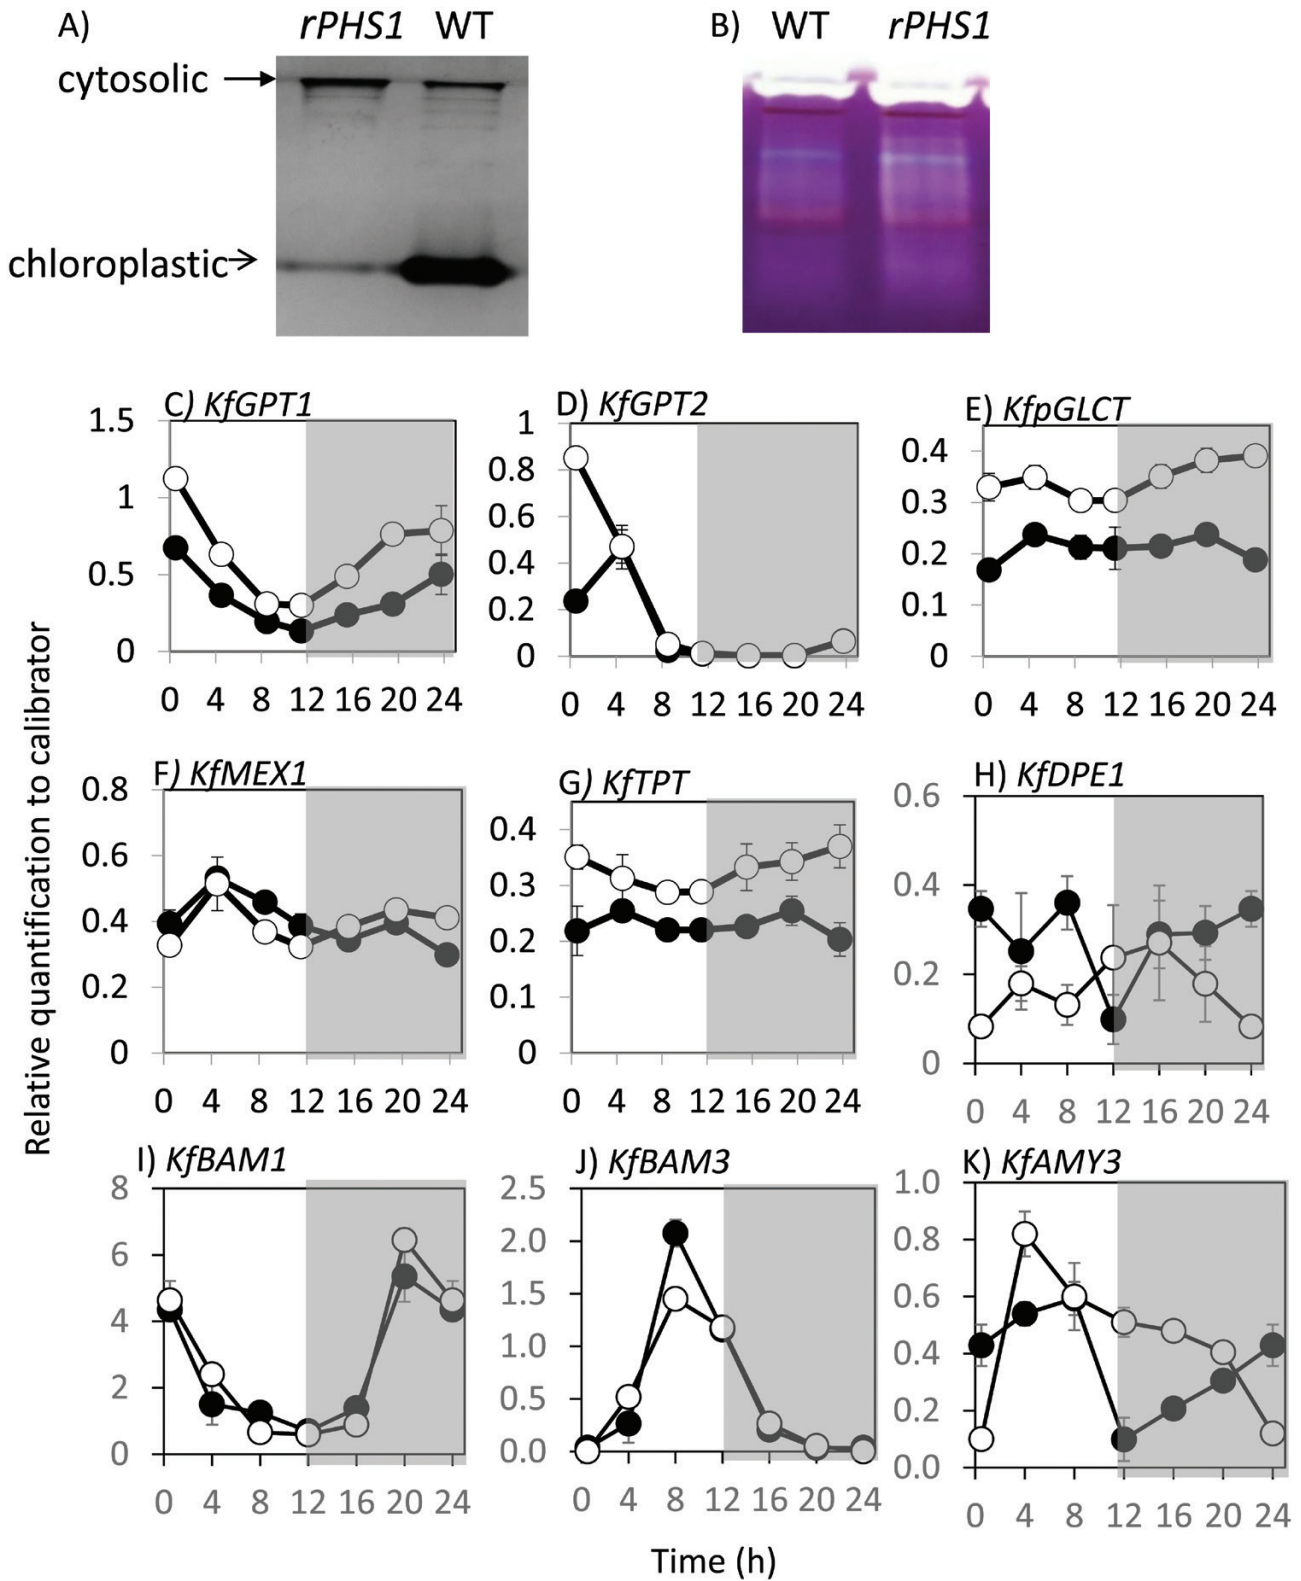 A) rPHS1 WT B) WT rPHS1
cytosolic
chloroplastic
C) KfGPT1 D) KfGPT2 E) KfpGLCT
1.5 1 0.5 0
0 4 8 12 16 20 24
1 0.8 0.6 0.4 0.2 0
0 4 8 12 16 20 24
0.4 0.3 0.2 0.1 0
0 4 8 12 16 20 24
Relative quantification to calibrator
F) KfMEX1 G) KfTPT H) KfDPE1
0.8 0.6 0.4 0.2 0
0 4 8 12 16 20 24
0.4 0.3 0.2 0.1 0
0 4 8 12 16 20 24
0.6 0.4 0.2 0
0 4 8 12 16 20 24
I) KfBAM1 J) KfBAM3 K) KfAMY3
8 6 4 2 0
0 4 8 12 16 20 24
2.5 2.0 1.5 1.0 0.5 0.0
0 4 8 12 16 20 24
1.0 0.8 0.6 0.4 0.2 0.0
0 4 8 12 16 20 24
Time (h)